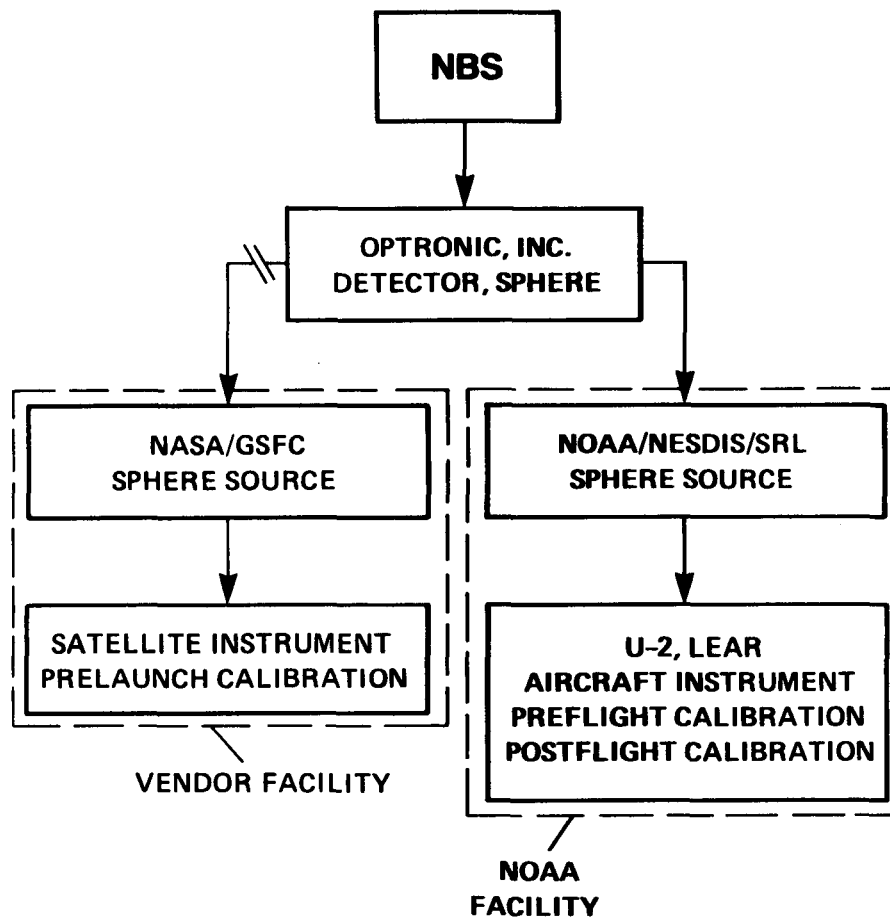 NBS
OPTRONIC, INC.
DETECTOR, SPHERE
NASA/GSFC
SPHERE SOURCE
SATELLITE INSTRUMENT
PRELAUNCH CALIBRATION
VENDOR FACILITY
NOAA/NESDIS/SRL
SPHERE SOURCE
U-2, LEAR
AIRCRAFT INSTRUMENT
PREFLIGHT CALIBRATION
POSTFLIGHT CALIBRATION
NOAA
FACILITY